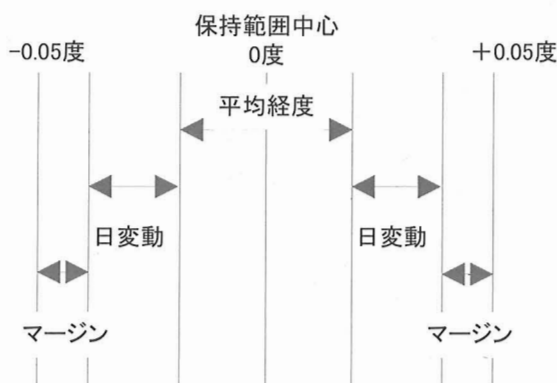 保持範囲中心
-0.05度
0度
+0.05度
平均経度
日変動
日変動
マージン
マージン